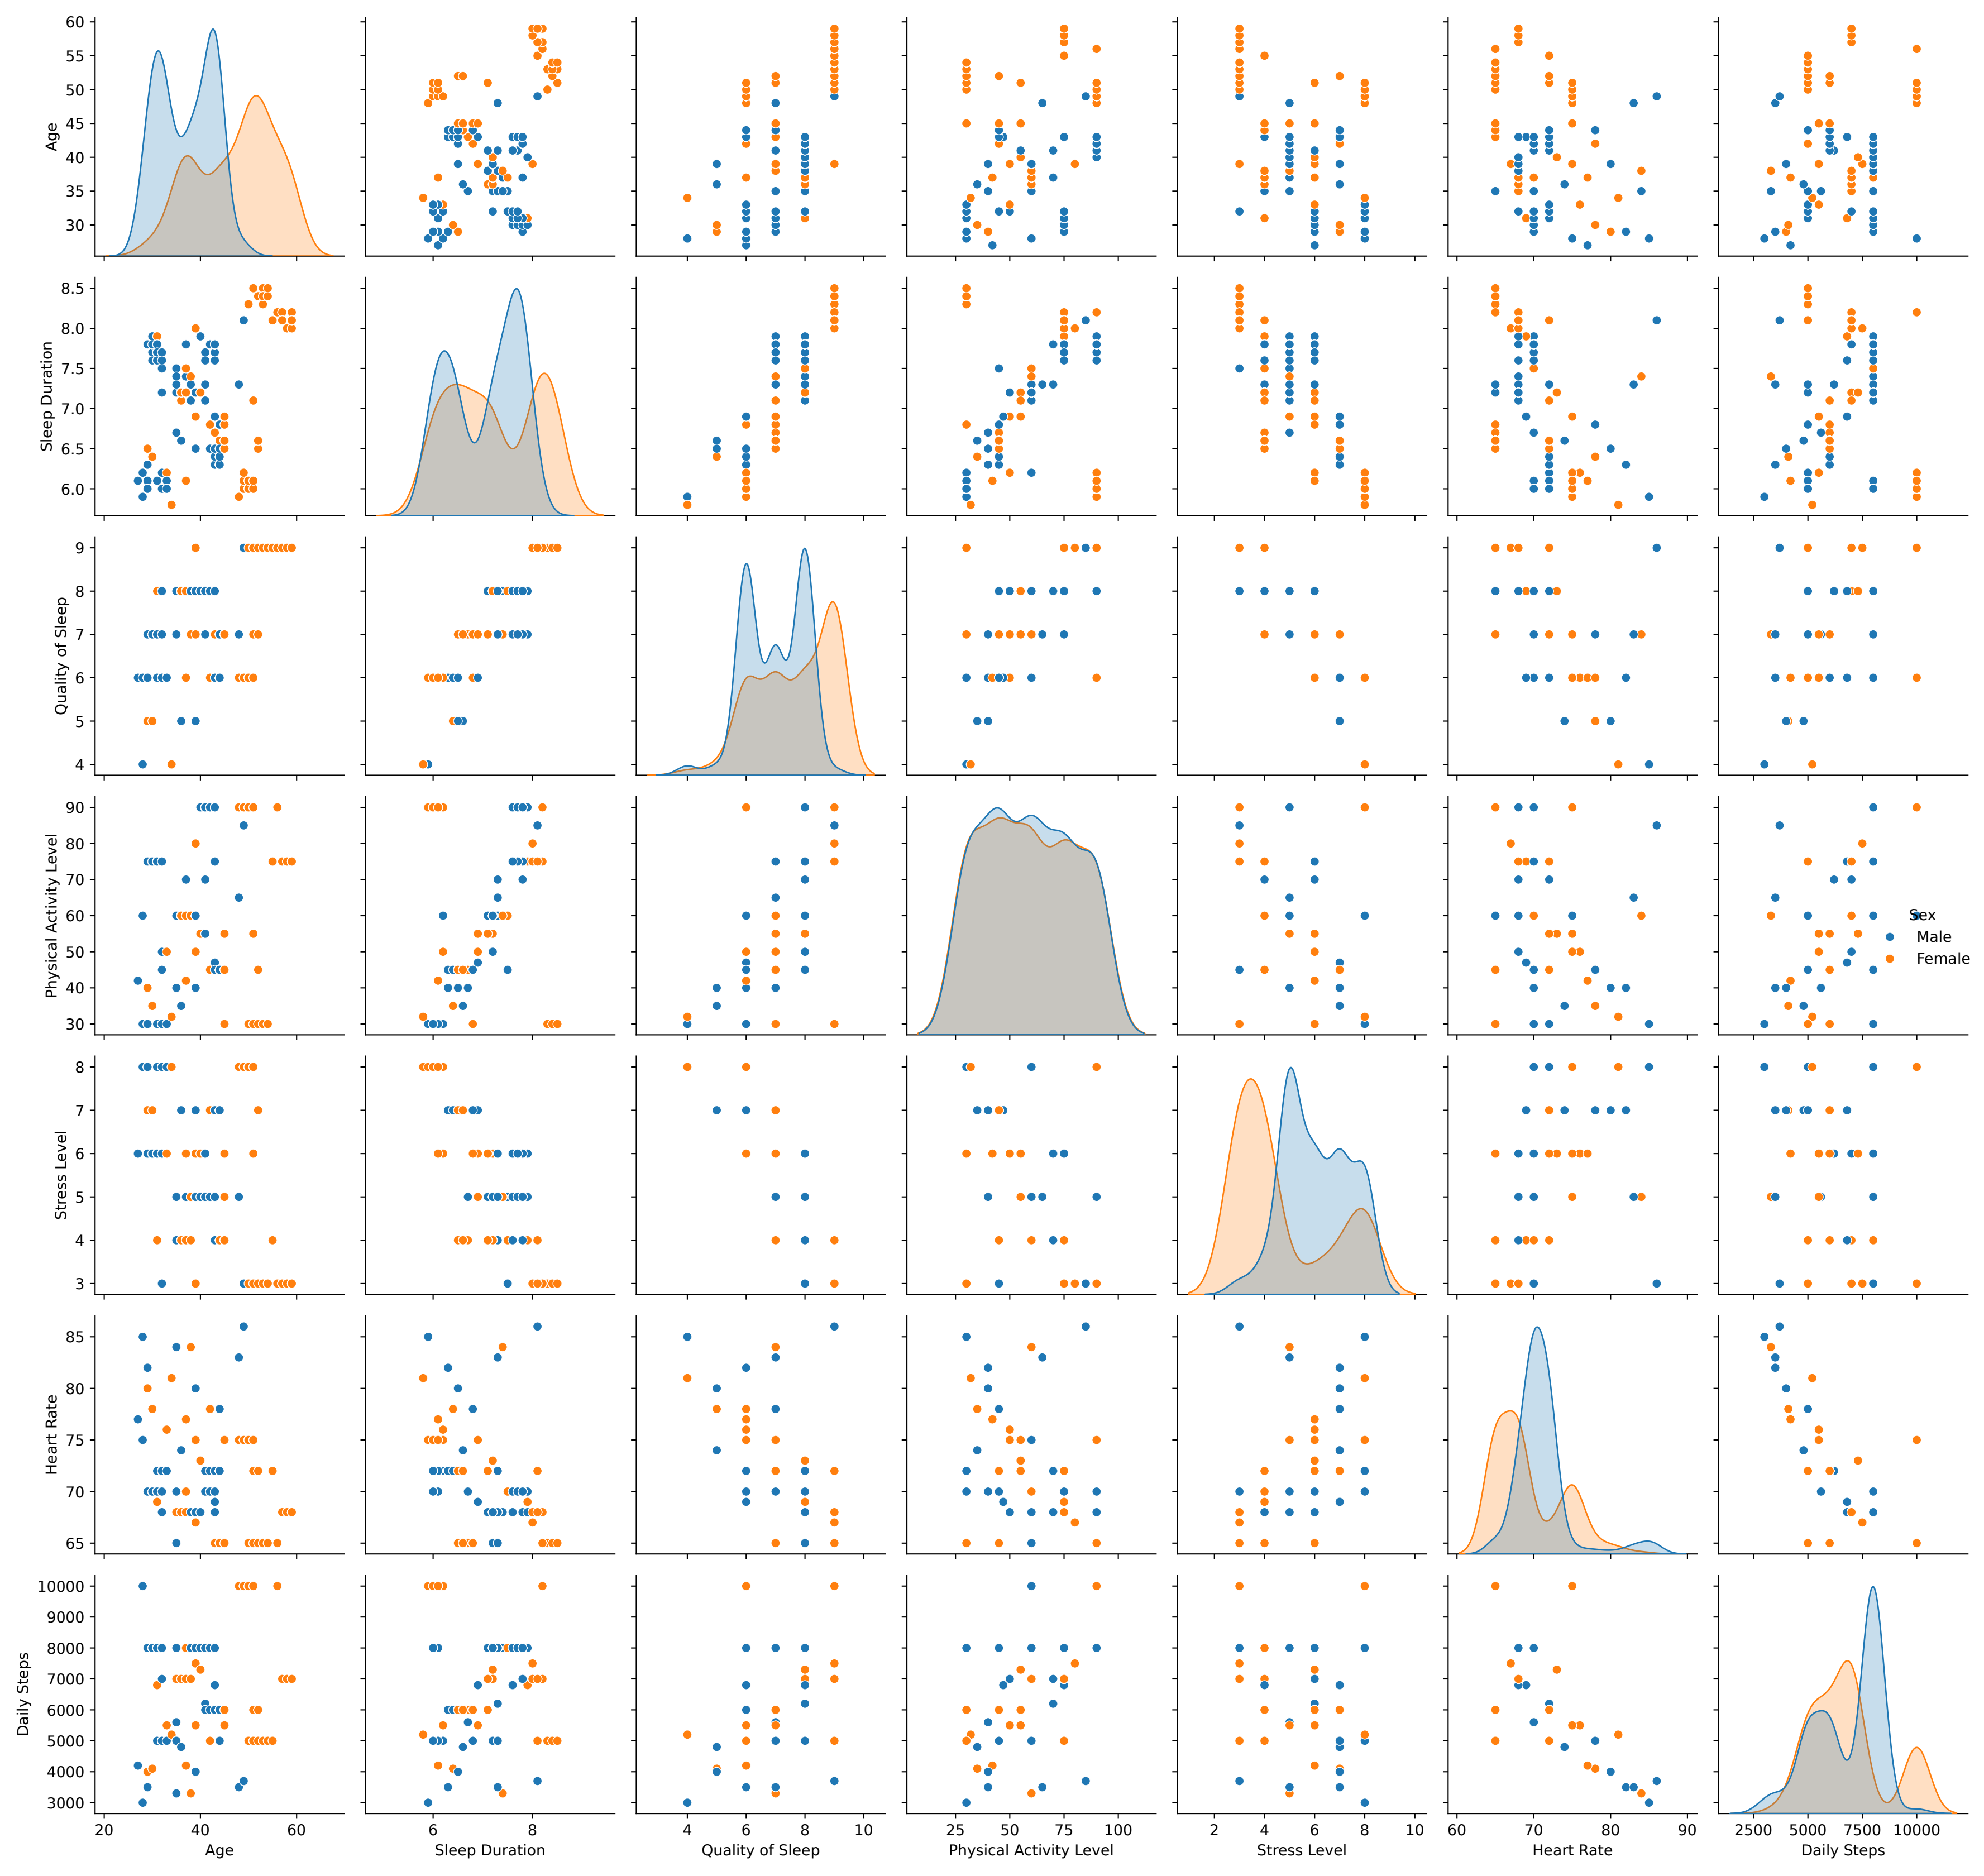 60
55
50
45
40
35
30
Age
8.5
8.0
7.5
7.0
6.5
6.0
Sleep Duration
9
8
7
6
5
4
Quality of Sleep
90
80
70
60
50
40
30
Physical Activity Level
Sex
Male
Female
8
7
6
5
4
3
Stress Level
85
80
75
70
65
Heart Rate
10000
9000
8000
7000
6000
5000
4000
3000
Daily Steps
20 40 60
6 8
4 6 8 10
25 50 75 100
2 4 6 8 10
60 70 80 90
2500 5000 7500 10000
Age Sleep Duration Quality of Sleep Physical Activity Level Stress Level Heart Rate Daily Steps